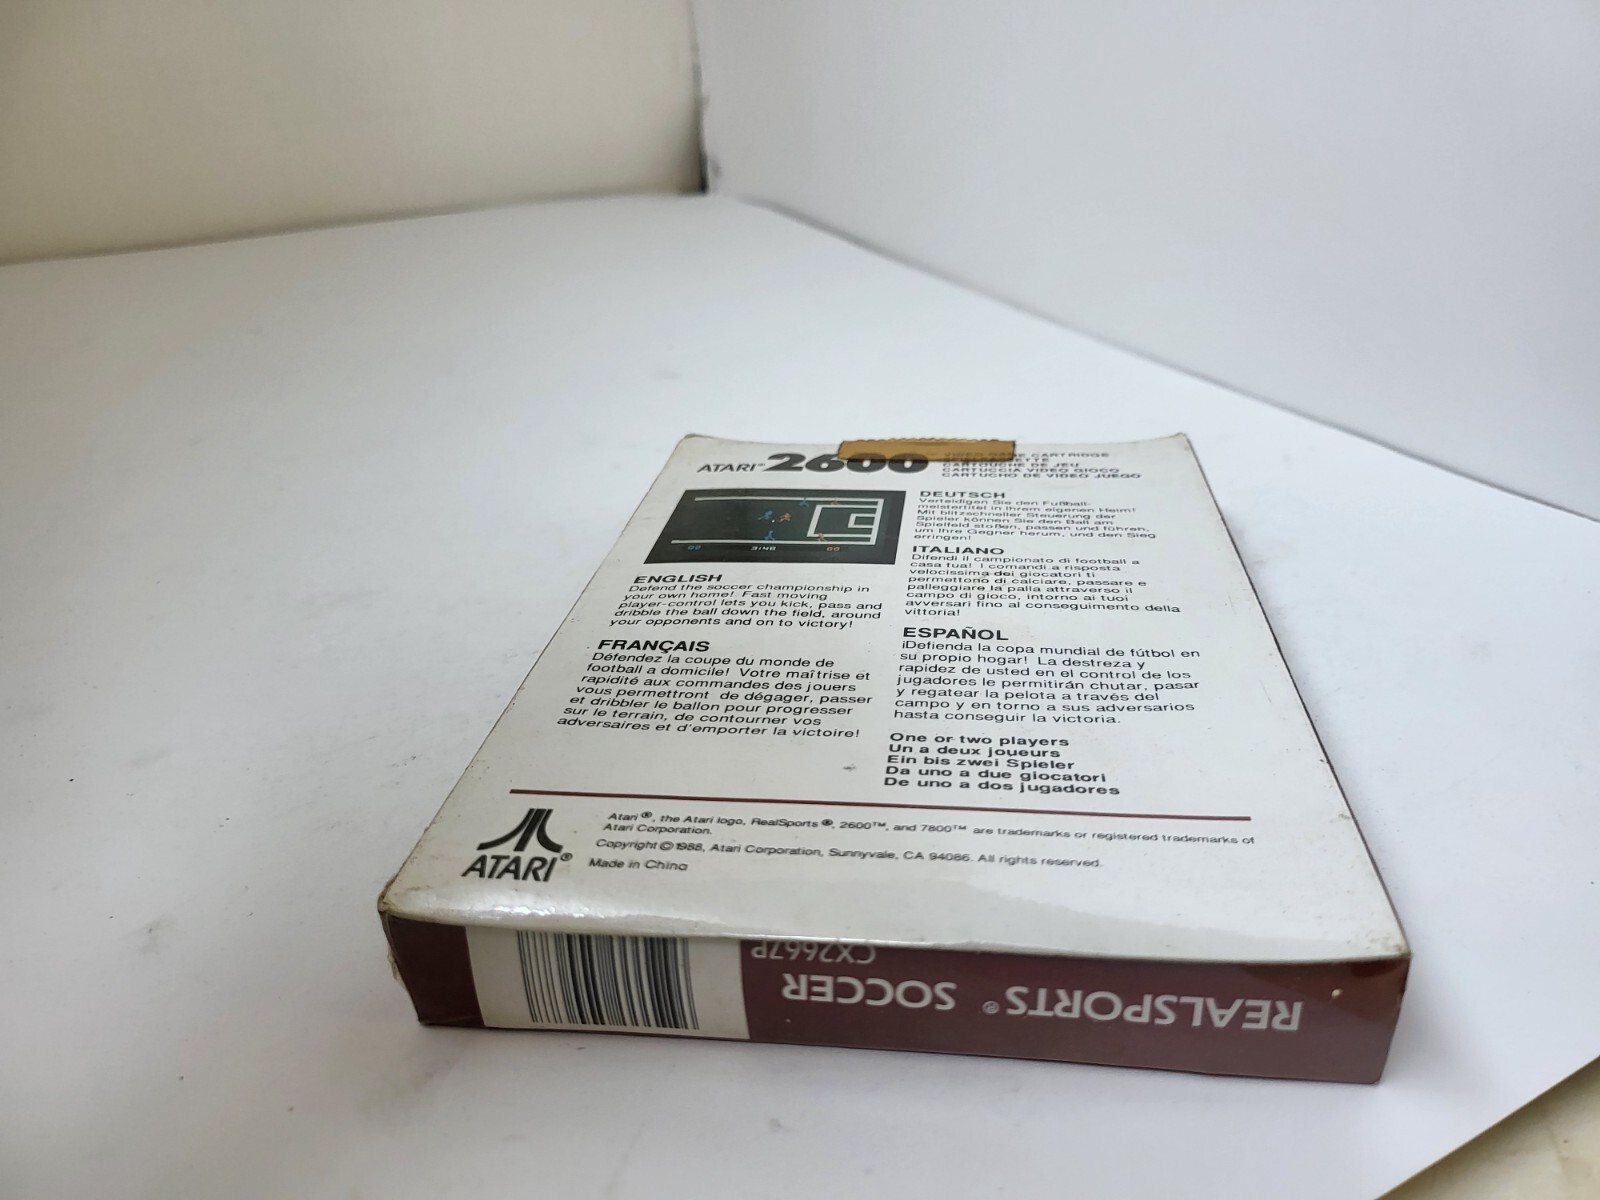 ATARI™ 2600™ VIDEO GAME CARTRIDGE
CARTOUCHE DE JEU
CARTUCCIA VIDEO GIOCO
CARTUCHO DE VIDEO JUEGO
3:48
ENGLISH
Defend the soccer championship in
your own home! Fast moving
player-control lets you kick, pass and
dribble the ball down the field, around
your opponents and on to victory!
FRANÇAIS
Défendez la coupe du monde de
football a domicile! Votre maîtrise et
rapidité aux commandes des jouers
vous permettront de dégager, passer
et dribbler le ballon pour progresser
sur le terrain, de contourner vos
adversaires et d'emporter la victoire!
DEUTSCH
Verteidigen Sie den Fußball-
meistertitel in Ihrem eigenen Heim!
Mit blitzschneller Steuerung der
Spieler können Sie den Ball am
Spielfeld stoßen, passen und führen,
um Ihre Gegner herum, und den Sieg
erringen!
ITALIANO
Difendi il campionato di football a
casa tua! I comandi a risposta
velocissima dei giocatori ti
permettono di calciare, passare e
palleggiare la palla attraverso il
campo di gioco, intorno ai tuoi
avversari fino al conseguimento della
vittoria!
ESPAÑOL
¡Defienda la copa mundial de fútbol en
su propio hogar! La destreza y
rapidez de usted en el control de los
jugadores le permitirán chutar, pasar
y regatear la pelota a través del
campo y en torno a sus adversarios
hasta conseguir la victoria.
One or two players
Un a deux joueurs
Ein bis zwei Spieler
Da uno a due giocatori
De uno a dos jugadores
ATARI®
Atari®, the Atari logo, RealSports®, 2600™, and 7800™ are trademarks or registered trademarks of
Atari Corporation.
Copyright © 1988, Atari Corporation, Sunnyvale, CA 94086. All rights reserved.
Made in China
REALSPORTS® SOCCER
CX2667P